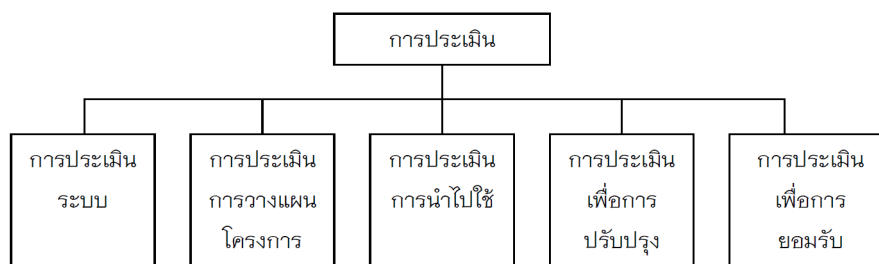 การประเมิน
การประเมิน
ระบบ
การประเมิน
การวางแผน
โครงการ
การประเมิน
การนำไปใช้
การประเมิน
เพื่อการ
ปรับปรุง
การประเมิน
เพื่อการ
ยอมรับ